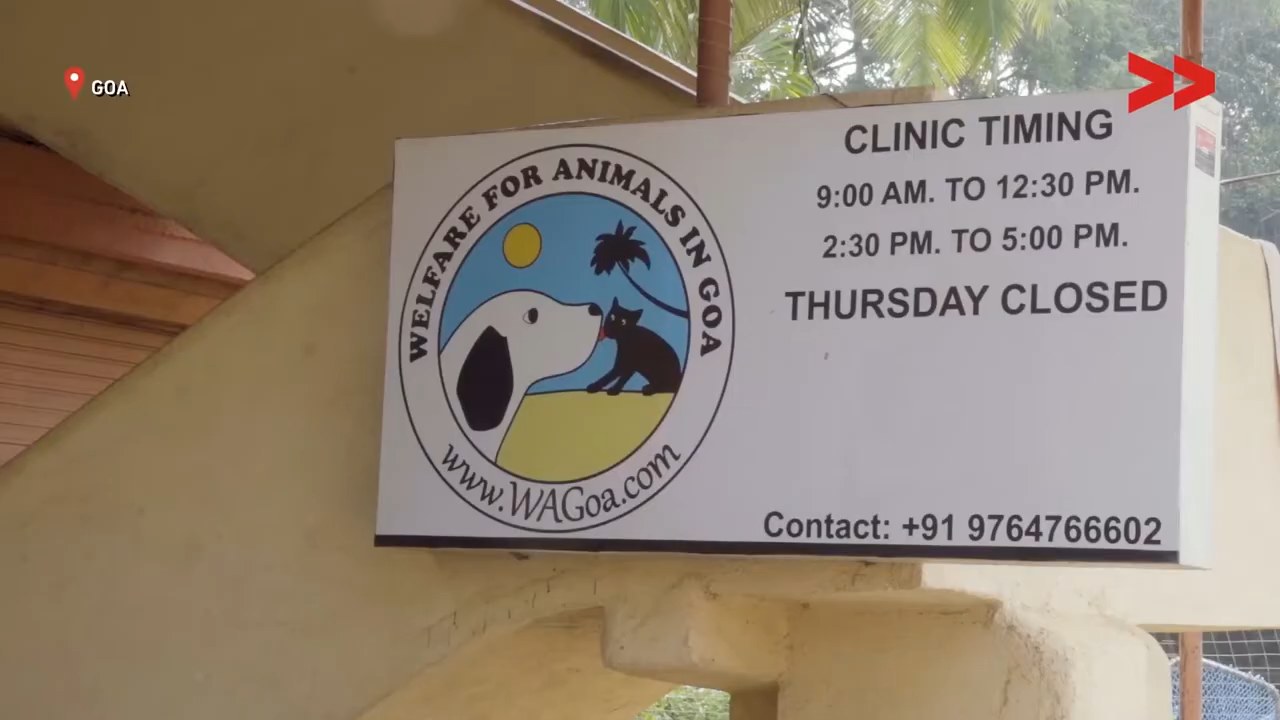 GOA
WELFARE FOR ANIMALS IN GOA
www.WAGoa.com
CLINIC TIMING
9:00 AM. TO 12:30 PM.
2:30 PM. TO 5:00 PM.
THURSDAY CLOSED
Contact: +91 9764766602